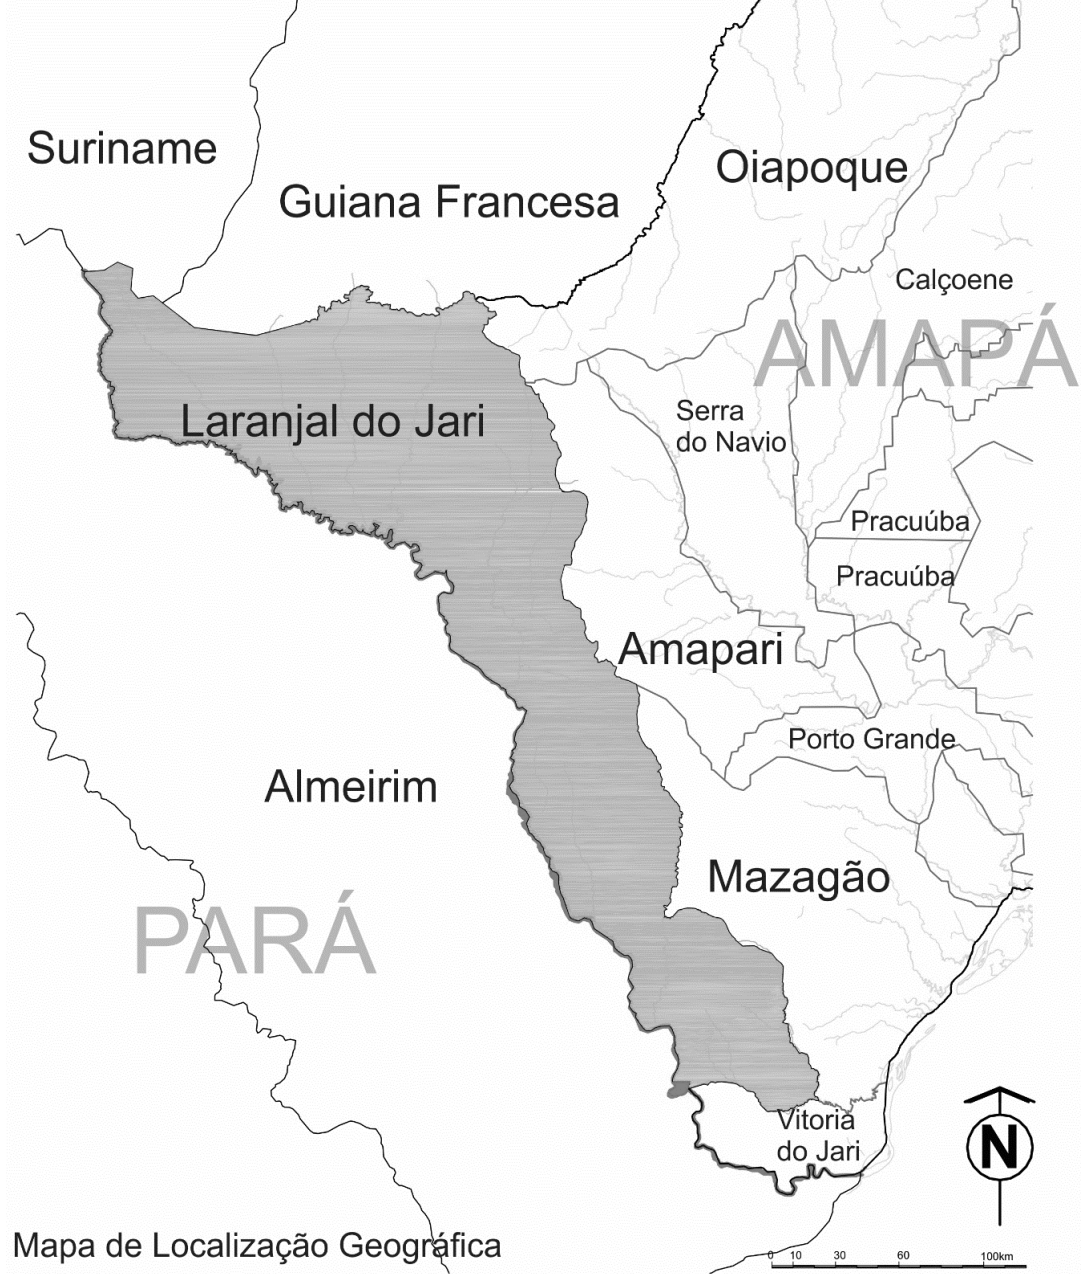 Suriname
Guiana Francesa
Oiapoque
Calçoene
AMAPÁ
Laranjal do Jari
Serra
do Navio
Pracuúba
Pracuúba
Amapari
Porto Grande
Almeirim
Mazagão
PARÁ
Vitoria
do Jari
N
Mapa de Localização Geográfica
0 10 30 60 100km